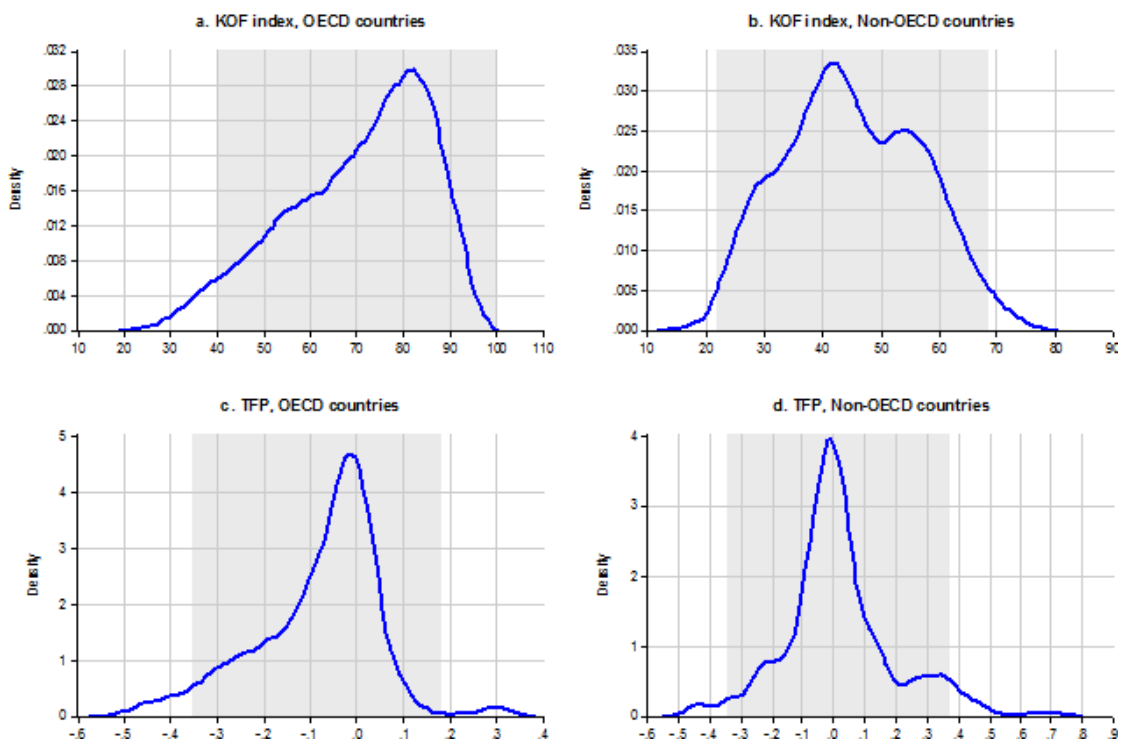 a. KOF index, OECD countries
b. KOF index, Non-OECD countries
.032
.028
.024
.020
.016
.012
.008
.004
.000
Density
10 20 30 40 50 60 70 80 90 100 110
.035
.030
.025
.020
.015
.010
.005
.000
Density
10 20 30 40 50 60 70 80 90
c. TFP, OECD countries
d. TFP, Non-OECD countries
5
4
3
2
1
0
Density
-.6 -.5 -.4 -.3 -.2 -.1 .0 .1 .2 .3 .4
4
3
2
1
0
Density
-.6 -.5 -.4 -.3 -.2 -.1 .0 .1 .2 .3 .4 .5 .6 .7 .8 .9